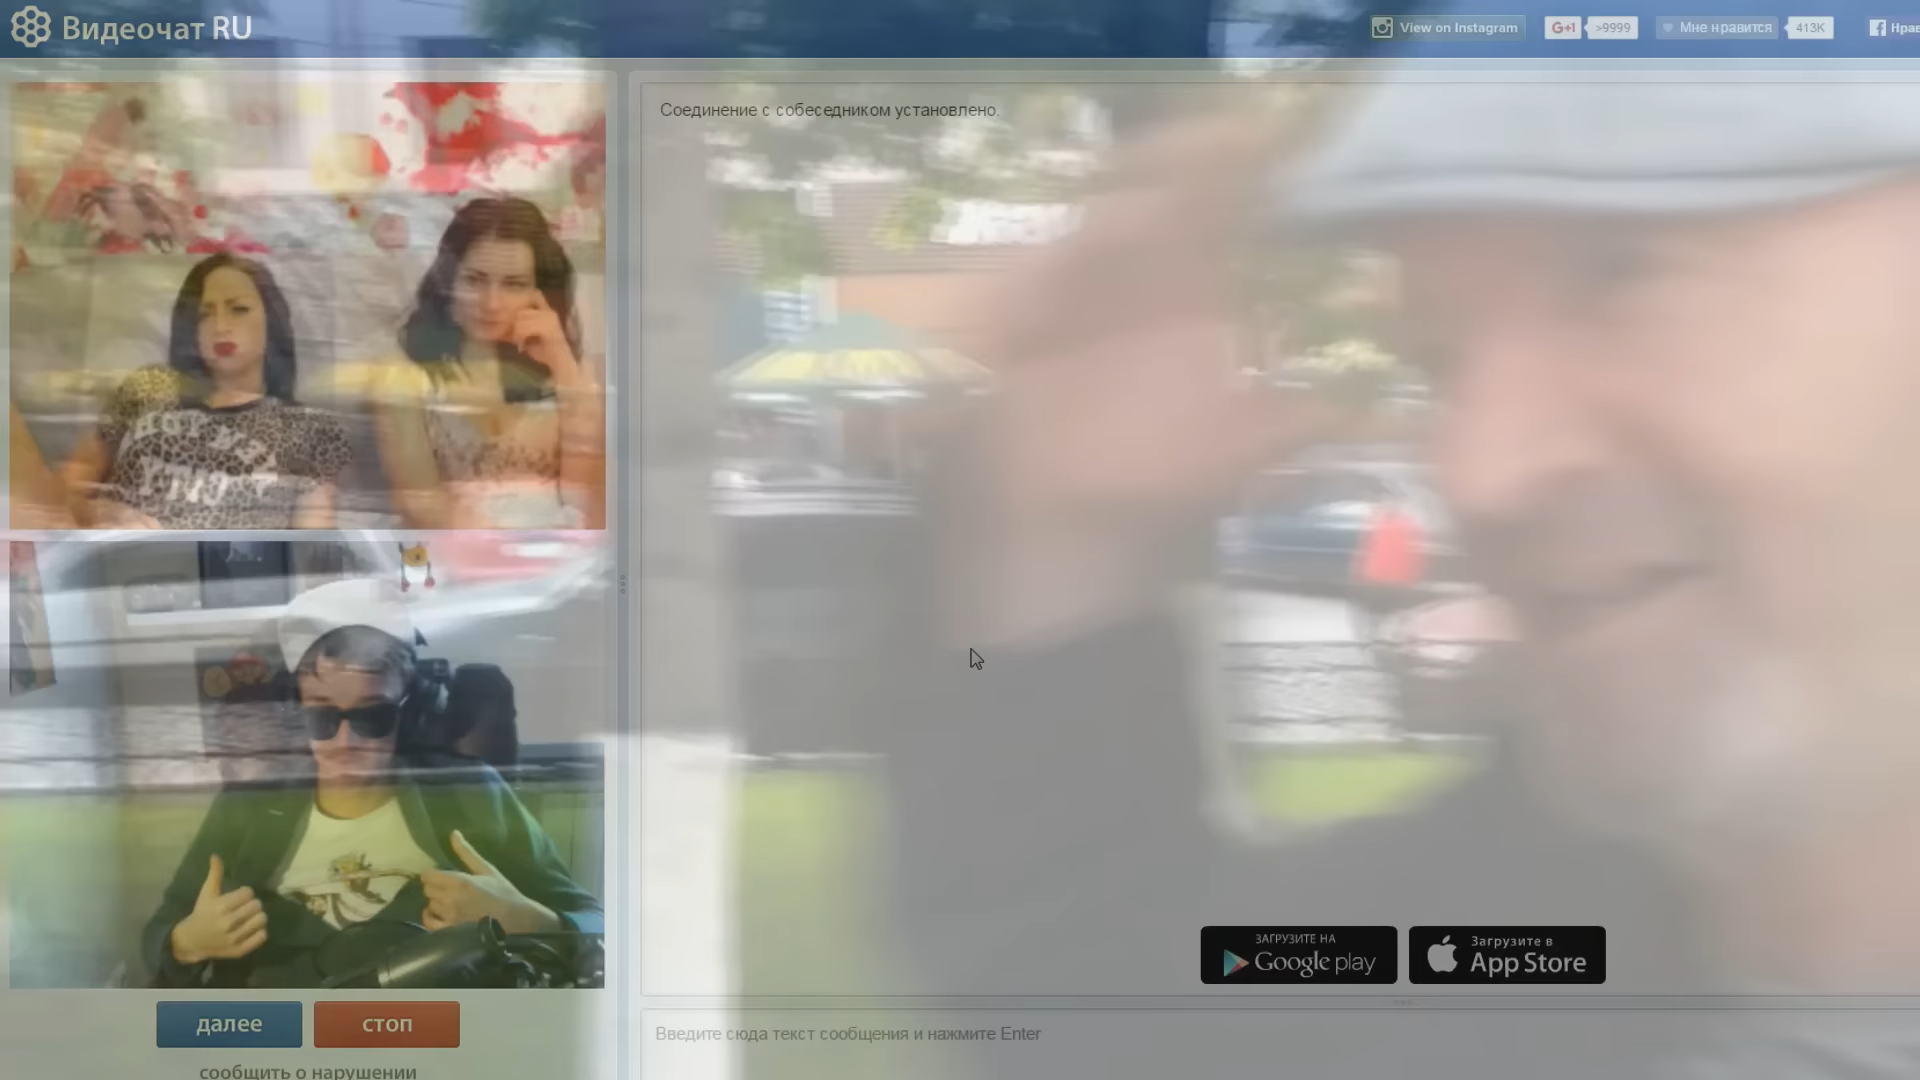 Видеочат RU
View on Instagram
G+1
>9999
Мне нравится
413K
Соединение с собеседником установлено.
ЗАГРУЗИТЕ НА
Google play
Загрузите в
App Store
далее
стоп
Введите сюда текст сообщения и нажмите Enter
сообщить о нарушении